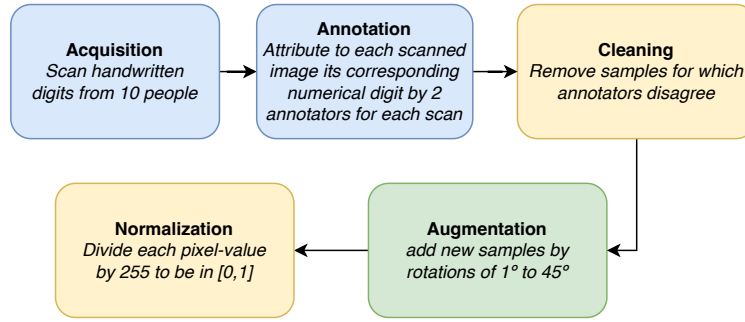 Acquisition
Scan handwritten
digits from 10 people
Annotation
Attribute to each scanned
image its corresponding
numerical digit by 2
annotators for each scan
Cleaning
Remove samples for which
annotators disagree
Normalization
Divide each pixel-value
by 255 to be in [0,1]
Augmentation
add new samples by
rotations of 1º to 45º